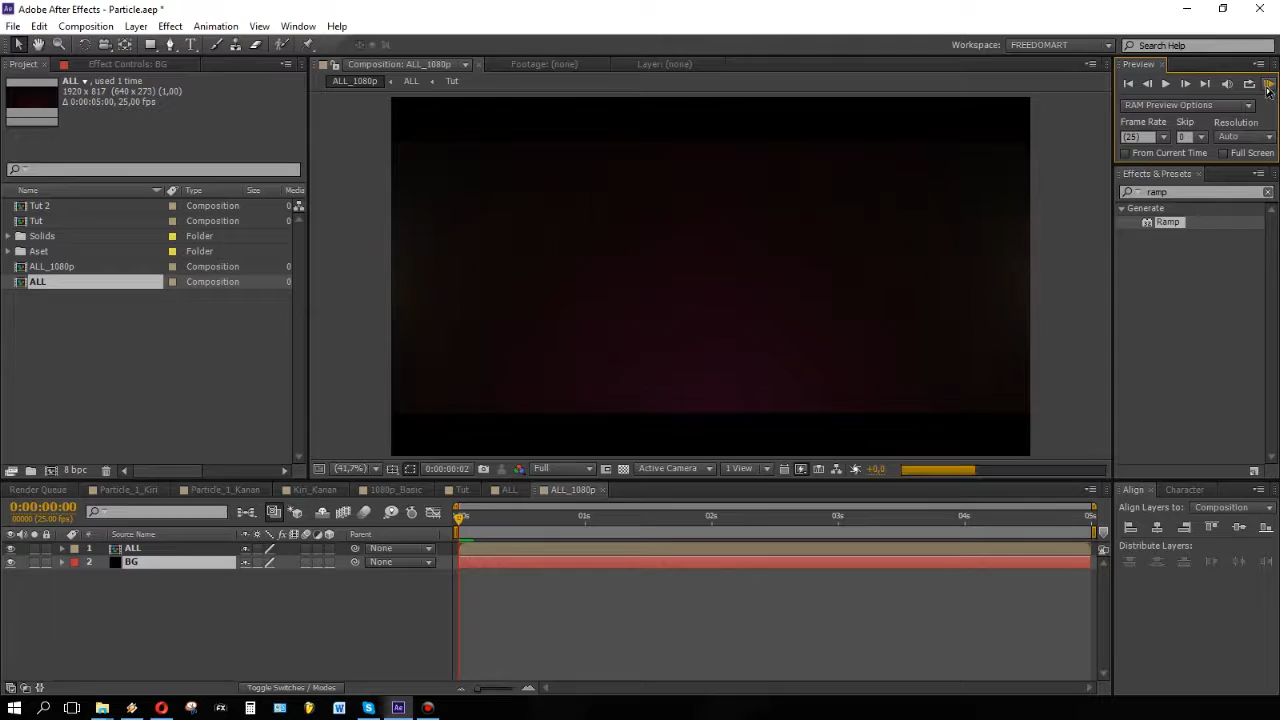 Adobe After Effects - Particle.aep *
File Edit Composition Layer Effect Animation View Window Help
Workspace: FREEDOMART Search Help
Project Effect Controls: BG Composition: ALL_1080p Footage: (none) Layer: (none) Preview
ALL_1080p ALL Tut
ALL , used 1 time
1920 x 817 (640 x 273) (1,00)
Δ 0:00:05:00, 25,00 fps
RAM Preview Options
Frame Rate Skip Resolution
(25) 0 Auto
From Current Time Full Screen
Effects & Presets
ramp
Generate
Ramp
Name Type Size Media
Tut 2 Composition 0
Tut Composition 0
Solids Folder
Aset Folder
ALL_1080p Composition 0
ALL Composition 0
8 bpc
(41,7%) 0:00:00:02 Full Active Camera 1 View +0,0
Render Queue Particle_1_Kiri Particle_1_Kanan Kiri_Kanan 1080p_Basic Tut ALL ALL_1080p
0:00:00:00
00000 (25.00 fps)
01s 02s 03s 04s 05s
# Source Name Parent
1 ALL None
2 BG None
Toggle Switches / Modes
Align Character
Align Layers to: Composition
Distribute Layers: